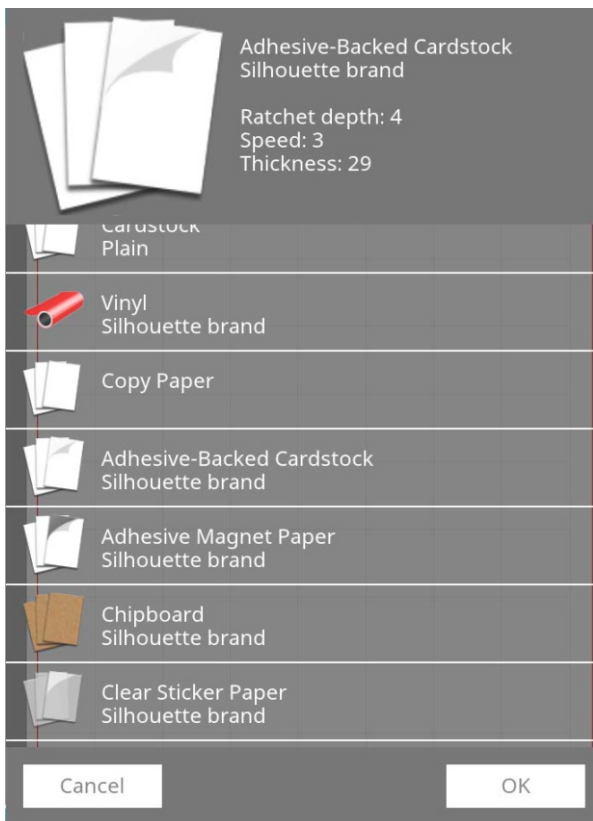 Adhesive-Backed Cardstock
Silhouette brand
Ratchet depth: 4
Speed: 3
Thickness: 29
Cardstock
Plain
Vinyl
Silhouette brand
Copy Paper
Adhesive-Backed Cardstock
Silhouette brand
Adhesive Magnet Paper
Silhouette brand
Chipboard
Silhouette brand
Clear Sticker Paper
Silhouette brand
Cancel
OK